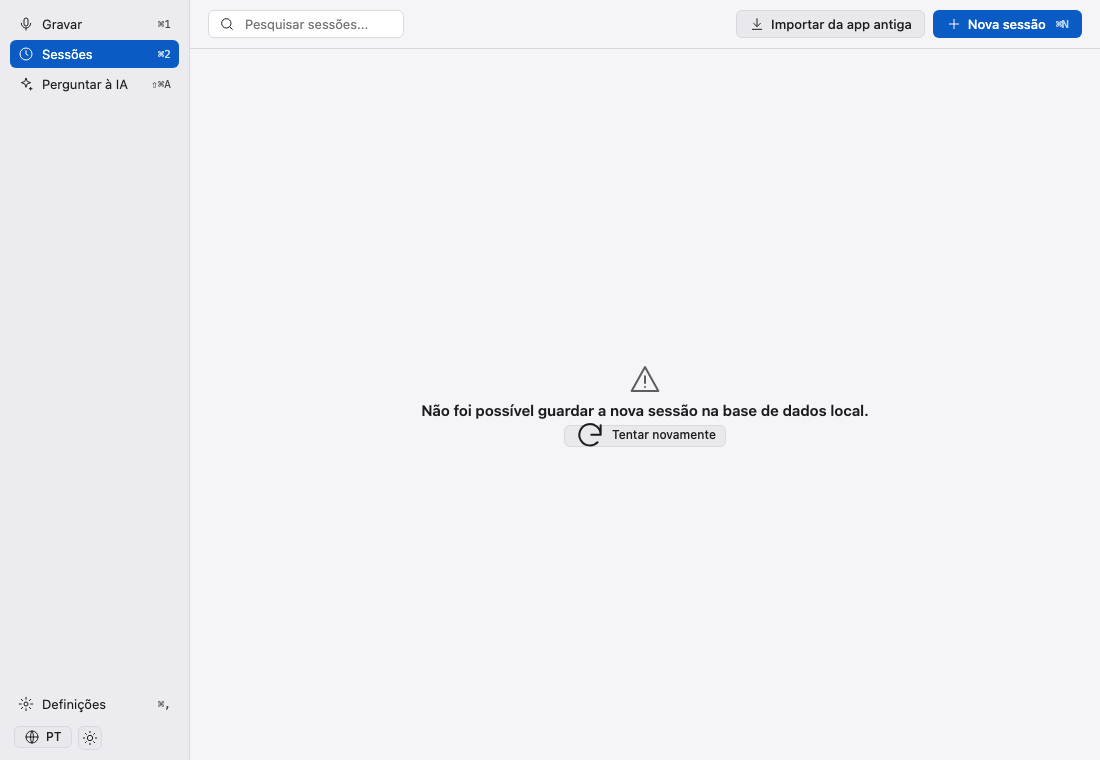 Gravar ⌘1
Sessões ⌘2
Perguntar à IA ⇧⌘A
Pesquisar sessões...
Importar da app antiga
Nova sessão ⌘N
Não foi possível guardar a nova sessão na base de dados local.
Tentar novamente
Definições ⌘,
PT